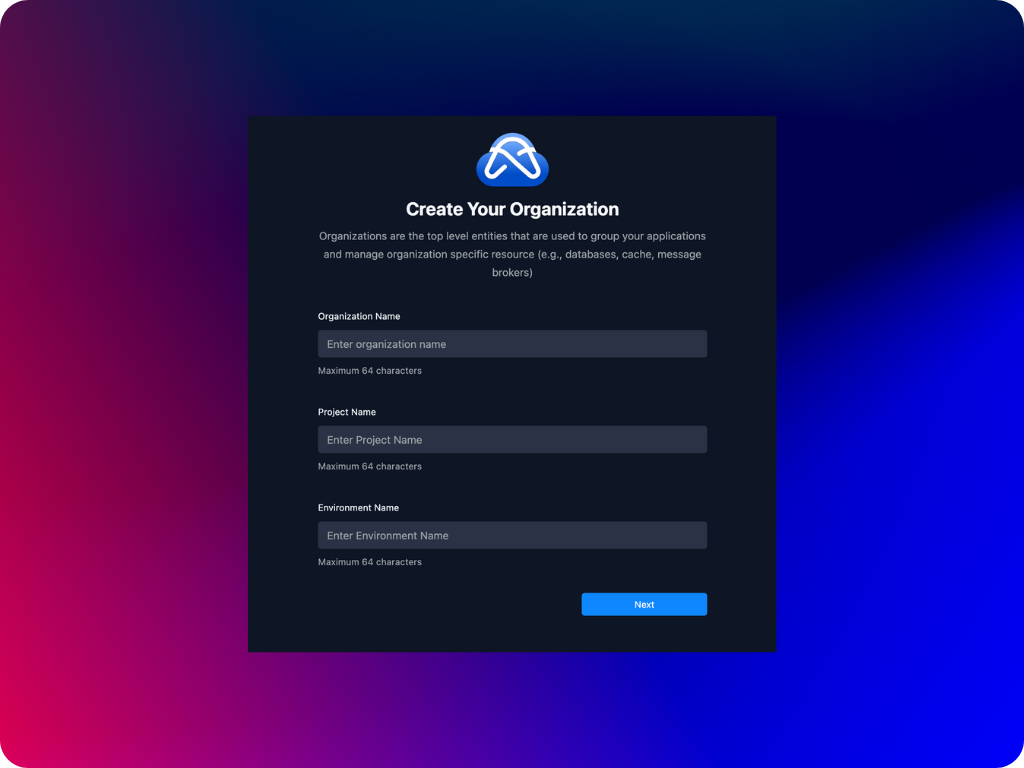 Create Your Organization
Organizations are the top level entities that are used to group your applications
and manage organization specific resource (e.g., databases, cache, message
brokers)
Organization Name
Enter organization name
Maximum 64 characters
Project Name
Enter Project Name
Maximum 64 characters
Environment Name
Enter Environment Name
Maximum 64 characters
Next